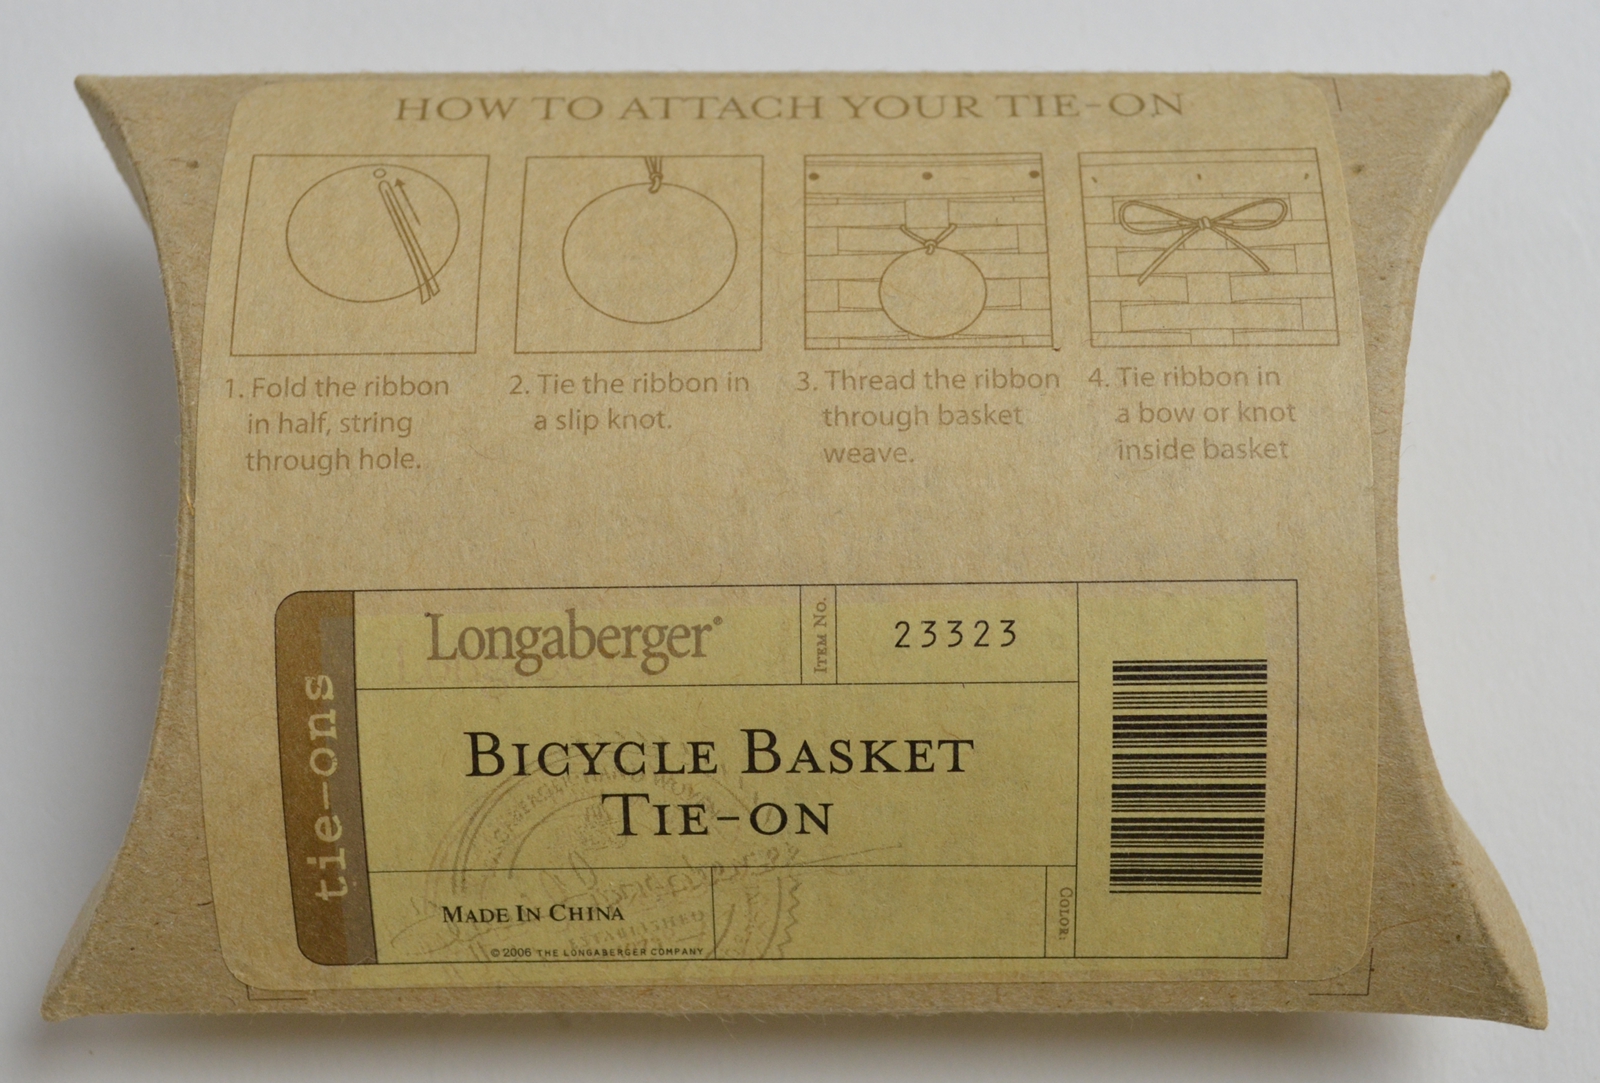 HOW TO ATTACH YOUR TIE-ON
1. Fold the ribbon
in half, string
through hole.
2. Tie the ribbon in
a slip knot.
3. Thread the ribbon
through basket
weave.
4. Tie ribbon in
a bow or knot
inside basket
tie-ons
Longaberger®
ITEM NO.
23323
BICYCLE BASKET
TIE-ON
MADE IN CHINA
©2006 THE LONGABERGER COMPANY
COLOR: